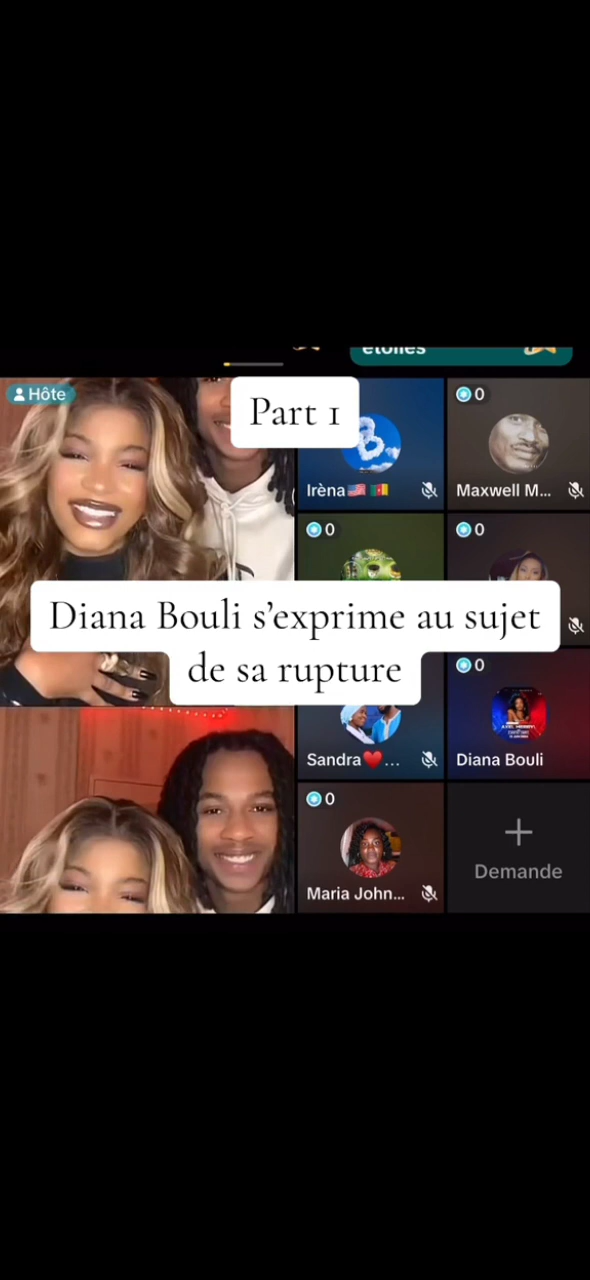 étoiles
Hôte
Part 1
0
Irèna🇺🇸 🇨🇲
Maxwell M...
0
0
Diana Bouli s'exprime au sujet
de sa rupture
0
Sandra❤️...
Diana Bouli
0
Maria John...
Demande